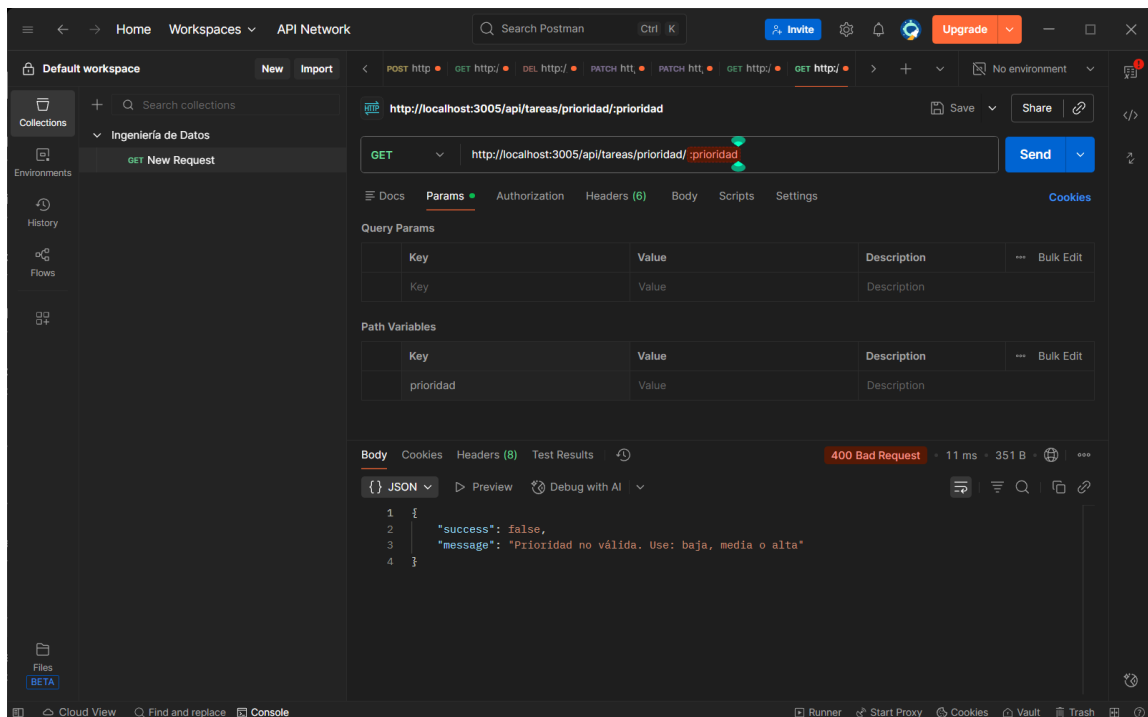 Home Workspaces API Network Search Postman Ctrl K Invite Upgrade
Default workspace New Import POST http GET http:/ DEL http:/ PATCH htt, PATCH htt, GET http:/ GET http:/ No environment
Collections
Environments
History
Flows
Files
BETA
Search collections
Ingeniería de Datos
GET New Request
HTTP http://localhost:3005/api/tareas/prioridad/:prioridad Save Share
GET http://localhost:3005/api/tareas/prioridad/ :prioridad Send
Docs Params Authorization Headers (6) Body Scripts Settings Cookies
Query Params
Key Value Description Bulk Edit
Key Value Description
Path Variables
Key Value Description Bulk Edit
prioridad Value Description
Body Cookies Headers (8) Test Results 400 Bad Request 11 ms 351 B
{} JSON Preview Debug with AI
1 {
2 "success": false,
3 "message": "Prioridad no válida. Use: baja, media o alta"
4 }
Cloud View Find and replace Console Runner Start Proxy Cookies Vault Trash